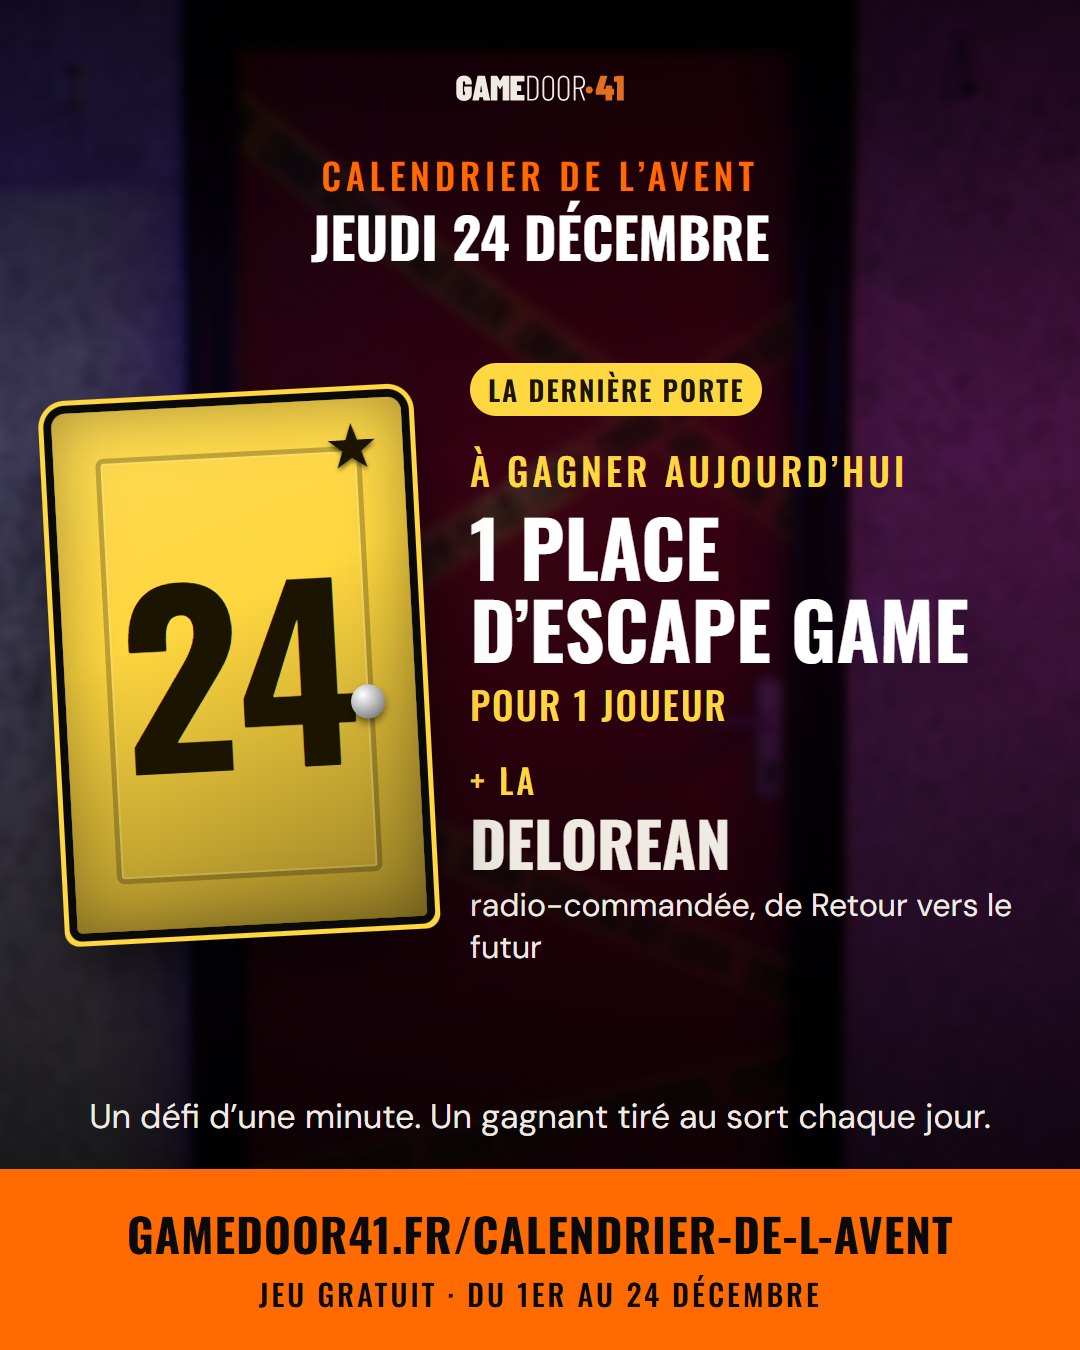 GAMEDOOR·41
CALENDRIER DE L’AVENT
JEUDI 24 DÉCEMBRE
LA DERNIÈRE PORTE
À GAGNER AUJOURD’HUI
1 PLACE
D’ESCAPE GAME
POUR 1 JOUEUR
+ LA
DELOREAN
radio-commandée, de Retour vers le
futur
24
Un défi d’une minute. Un gagnant tiré au sort chaque jour.
GAMEDOOR41.FR/CALENDRIER-DE-L-AVENT
JEU GRATUIT · DU 1ER AU 24 DÉCEMBRE